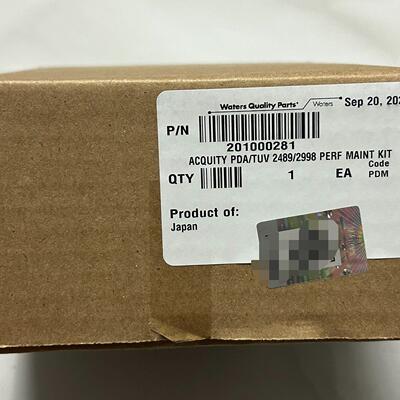 Waters Quality Parts Waters Sep 20, 202
P/N
201000281
ACQUITY PDA/TUV 2489/2998 PERF MAINT KIT
QTY 1 EA Code
PDM
Product of:
Japan